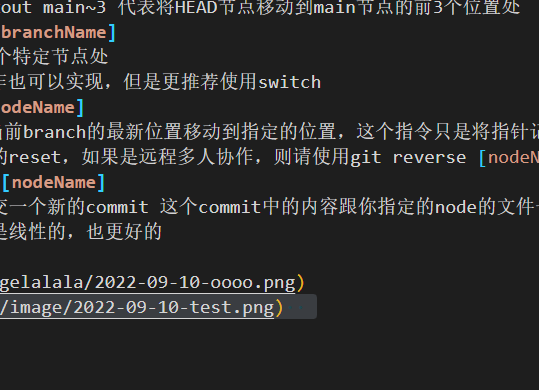 out main~3 代表将HEAD节点移动到main节点的前3个位置处
branchName]
个特定节点处
也可以实现，但是更推荐使用switch
odeName]
前branch的最新位置移动到指定的位置，这个指令只是将指针
的reset，如果是远程多人协作，则请使用git reverse [nodeN
[nodeName]
一个新的commit 这个commit中的内容跟你指定的node的文件
是线性的，也更好的
gelalala/2022-09-10-oooo.png)
/image/2022-09-10-test.png)